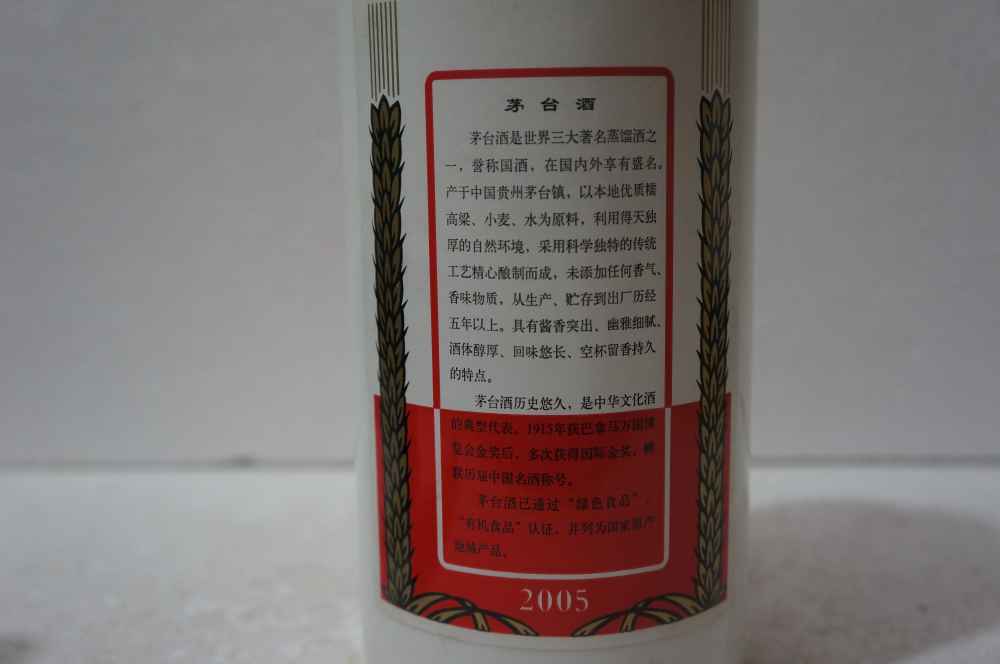 茅台酒
茅台酒是世界三大著名蒸馏酒之
一，誉称国酒，在国内外享有盛名。
产于中国贵州茅台镇，以本地优质糯
高粱、小麦、水为原料，利用得天独
厚的自然环境，采用科学独特的传统
工艺精心酿制而成，未添加任何香气、
香味物质，从生产、贮存到出厂历经
五年以上。具有酱香突出、幽雅细腻、
酒体醇厚、回味悠长、空杯留香持久
的特点。
茅台酒历史悠久，是中华文化酒
的典型代表。1915年获巴拿马万国博
览会金奖后，多次获得国际金奖，蝉
联历届中国名酒称号。
茅台酒已通过“绿色食品”、
“有机食品”认证，并列为国家原产
地域产品。
2005